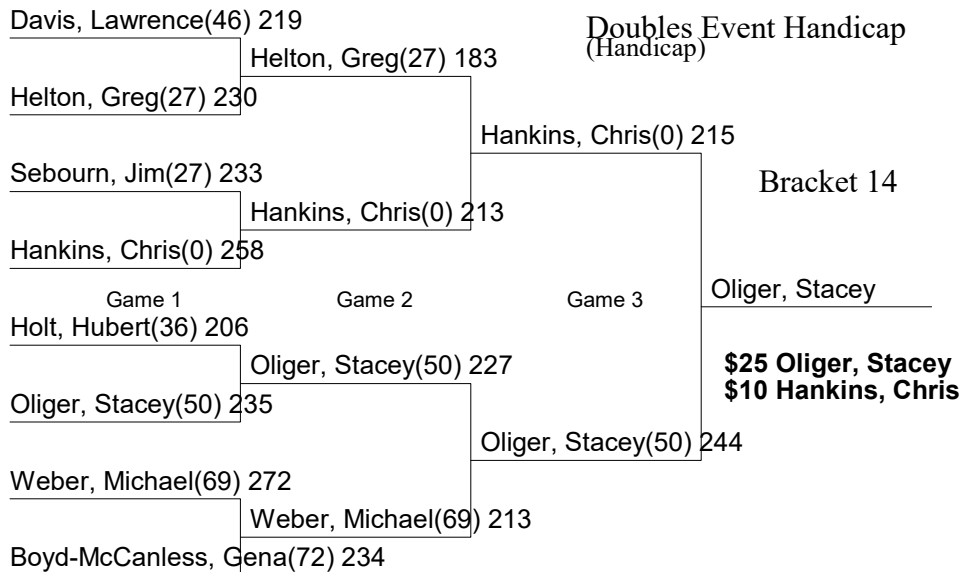 Davis, Lawrence(46) 219
Doubles Event Handicap
(Handicap)
Helton, Greg(27) 183
Helton, Greg(27) 230
Hankins, Chris(0) 215
Sebourn, Jim(27) 233
Bracket 14
Hankins, Chris(0) 213
Hankins, Chris(0) 258
Game 1
Game 2
Game 3
Oliger, Stacey
Holt, Hubert(36) 206
Oliger, Stacey(50) 227
$25 Oliger, Stacey
$10 Hankins, Chris
Oliger, Stacey(50) 235
Oliger, Stacey(50) 244
Weber, Michael(69) 272
Weber, Michael(69) 213
Boyd-McCanless, Gena(72) 234